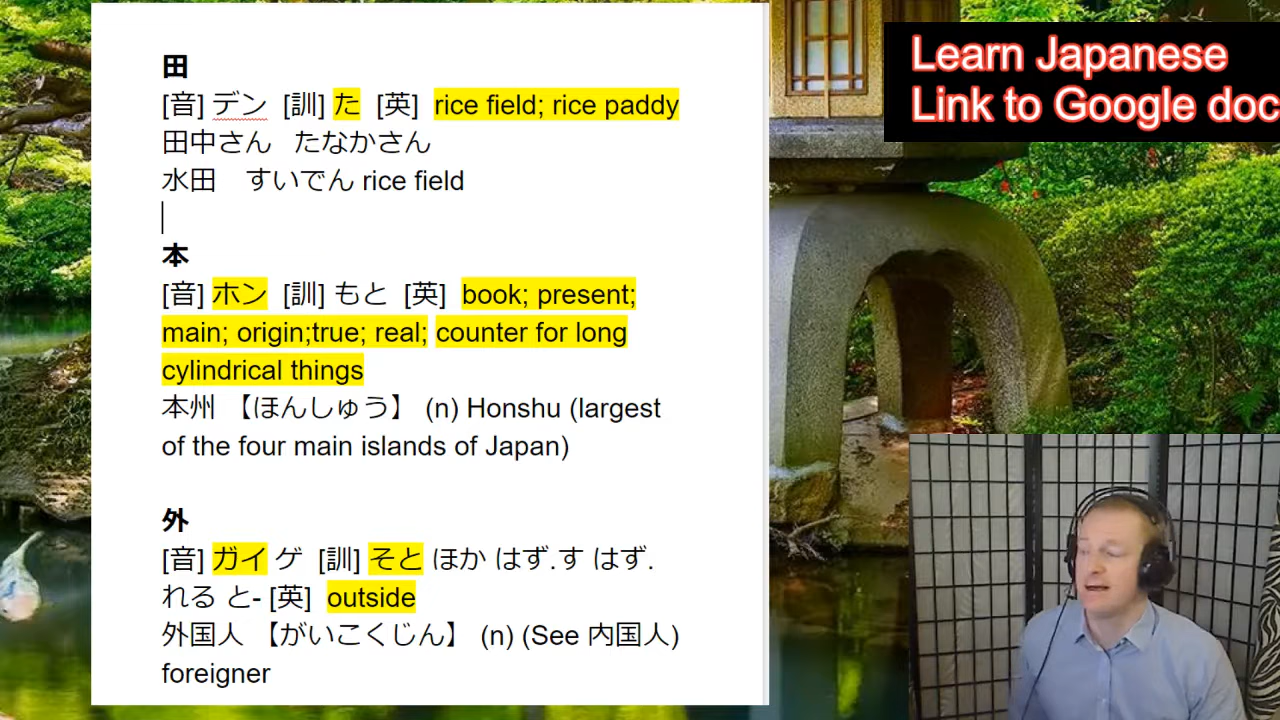 田
[音] デン [訓] た [英] rice field; rice paddy
田中さん たなかさん
水田 すいでん rice field
本
[音] ホン [訓] もと [英] book; present;
main; origin;true; real; counter for long
cylindrical things
本州 【ほんしゅう】 (n) Honshu (largest
of the four main islands of Japan)
外
[音] ガイ ゲ [訓] そと ほか はず.す はず.
れる と- [英] outside
外国人 【がいこくじん】 (n) (See 内国人)
foreigner
Learn Japanese
Link to Google doc